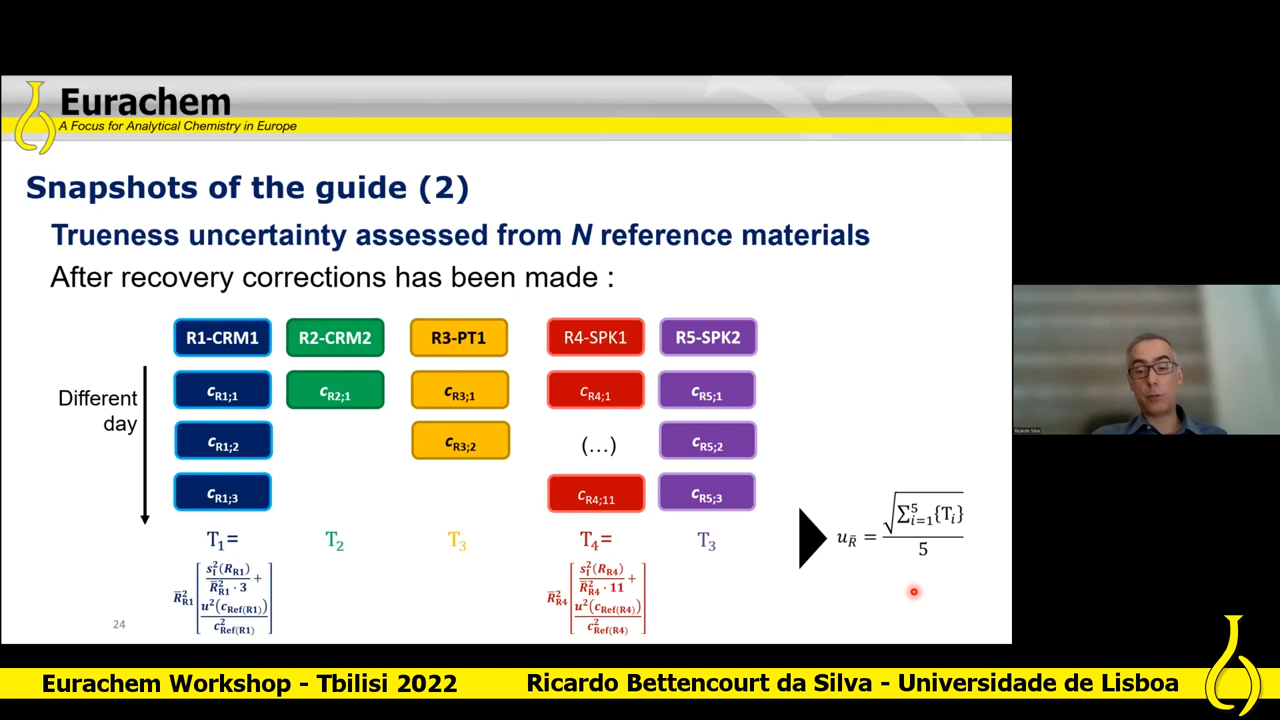 Eurachem
A Focus for Analytical Chemistry in Europe
Snapshots of the guide (2)
Trueness uncertainty assessed from N reference materials
After recovery corrections has been made :
R1-CRM1 R2-CRM2 R3-PT1 R4-SPK1 R5-SPK2
Different day
c_R1;1 c_R2;1 c_R3;1 c_R4;1 c_R5;1
c_R1;2 c_R3;2 (…) c_R5;2
c_R1;3 c_R4;11 c_R5;3
T₁= T₂ T₃ T₄= T₃
R̄²_R1 [ s_I²(R_R1) / (R̄²_R1 · 3) + u²(c_Ref(R1)) / c²_Ref(R1) ]
R̄²_R4 [ s_I²(R_R4) / (R̄²_R4 · 11) + u²(c_Ref(R4)) / c²_Ref(R4) ]
u_R̄ = √(∑⁵_i=1{T_i}) / 5
24
Ricardo Silva
Eurachem Workshop - Tbilisi 2022 Ricardo Bettencourt da Silva - Universidade de Lisboa